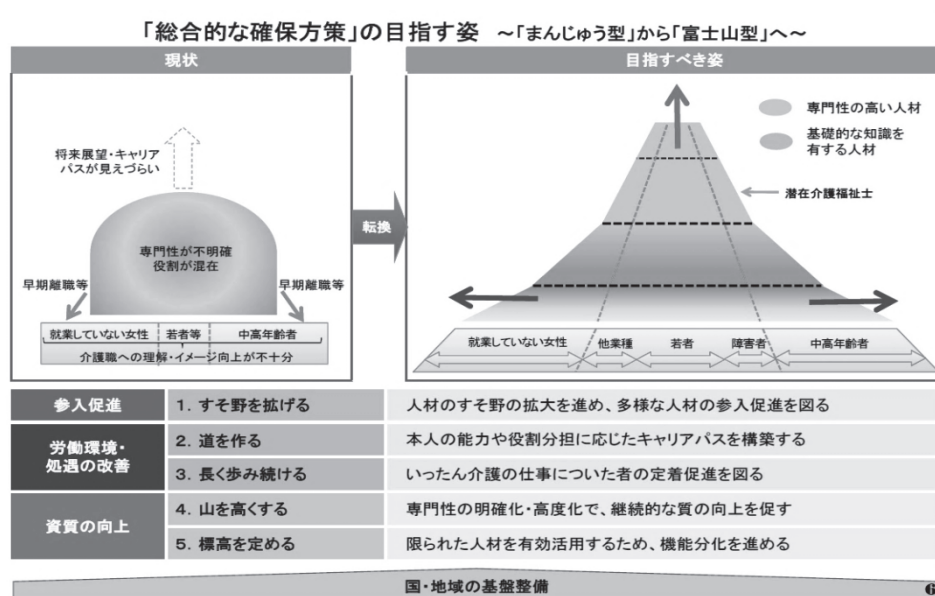 「総合的な確保方策」の目指す姿 ~「まんじゅう型」から「富士山型」へ~
現状
将来展望・キャリア
パスが見えづらい
専門性が不明確
役割が混在
早期離職等
早期離職等
就業していない女性
若者等
中高年齢者
介護職への理解・イメージ向上が不十分
転換
目指すべき姿
専門性の高い人材
基礎的な知識を
有する人材
潜在介護福祉士
就業していない女性
他業種
若者
障害者
中高年齢者
参入促進
1. すそ野を拡げる
人材のすそ野の拡大を進め、多様な人材の参入促進を図る
労働環境・
処遇の改善
2. 道を作る
本人の能力や役割分担に応じたキャリアパスを構築する
3. 長く歩み続ける
いったん介護の仕事についた者の定着促進を図る
資質の向上
4. 山を高くする
専門性の明確化・高度化で、継続的な質の向上を促す
5. 標高を定める
限られた人材を有効活用するため、機能分化を進める
国・地域の基盤整備
6